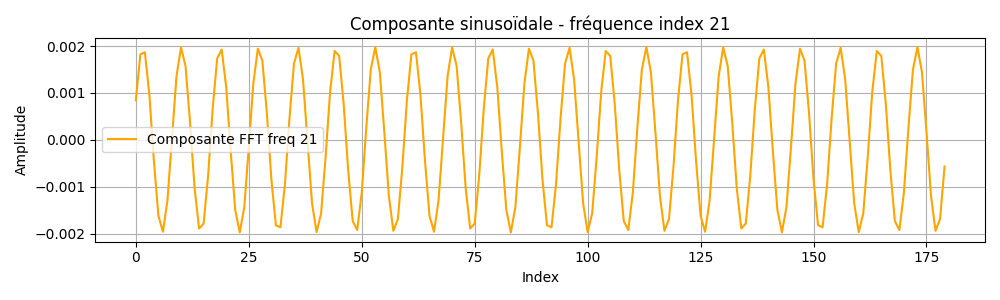 Composante sinusoïdale - fréquence index 21
Amplitude
0.002
0.001
0.000
−0.001
−0.002
Composante FFT freq 21
0 25 50 75 100 125 150 175
Index